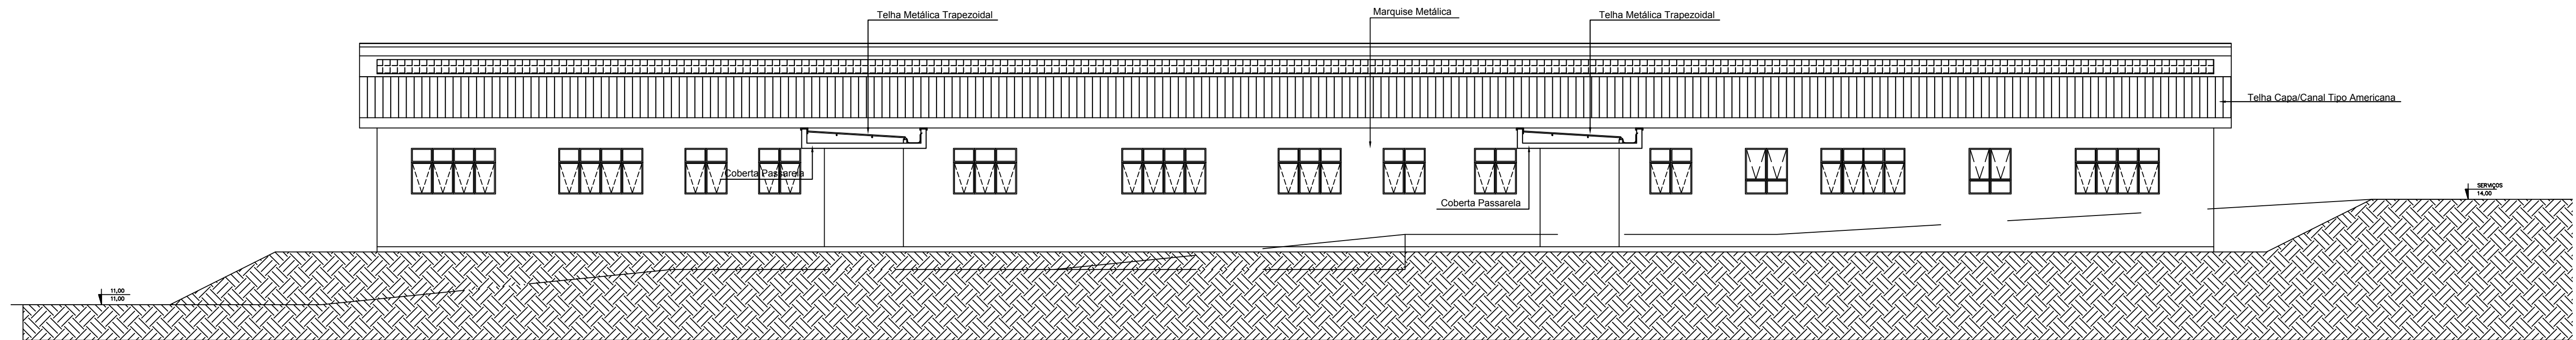 Telha Metálica Trapezoidal
Marquise Metálica
Telha Metálica Trapezoidal
Telha Capa/Canal Tipo Americana
Coberta Passarela
Coberta Passarela
SERVIÇOS
14,00
11,00
11,00